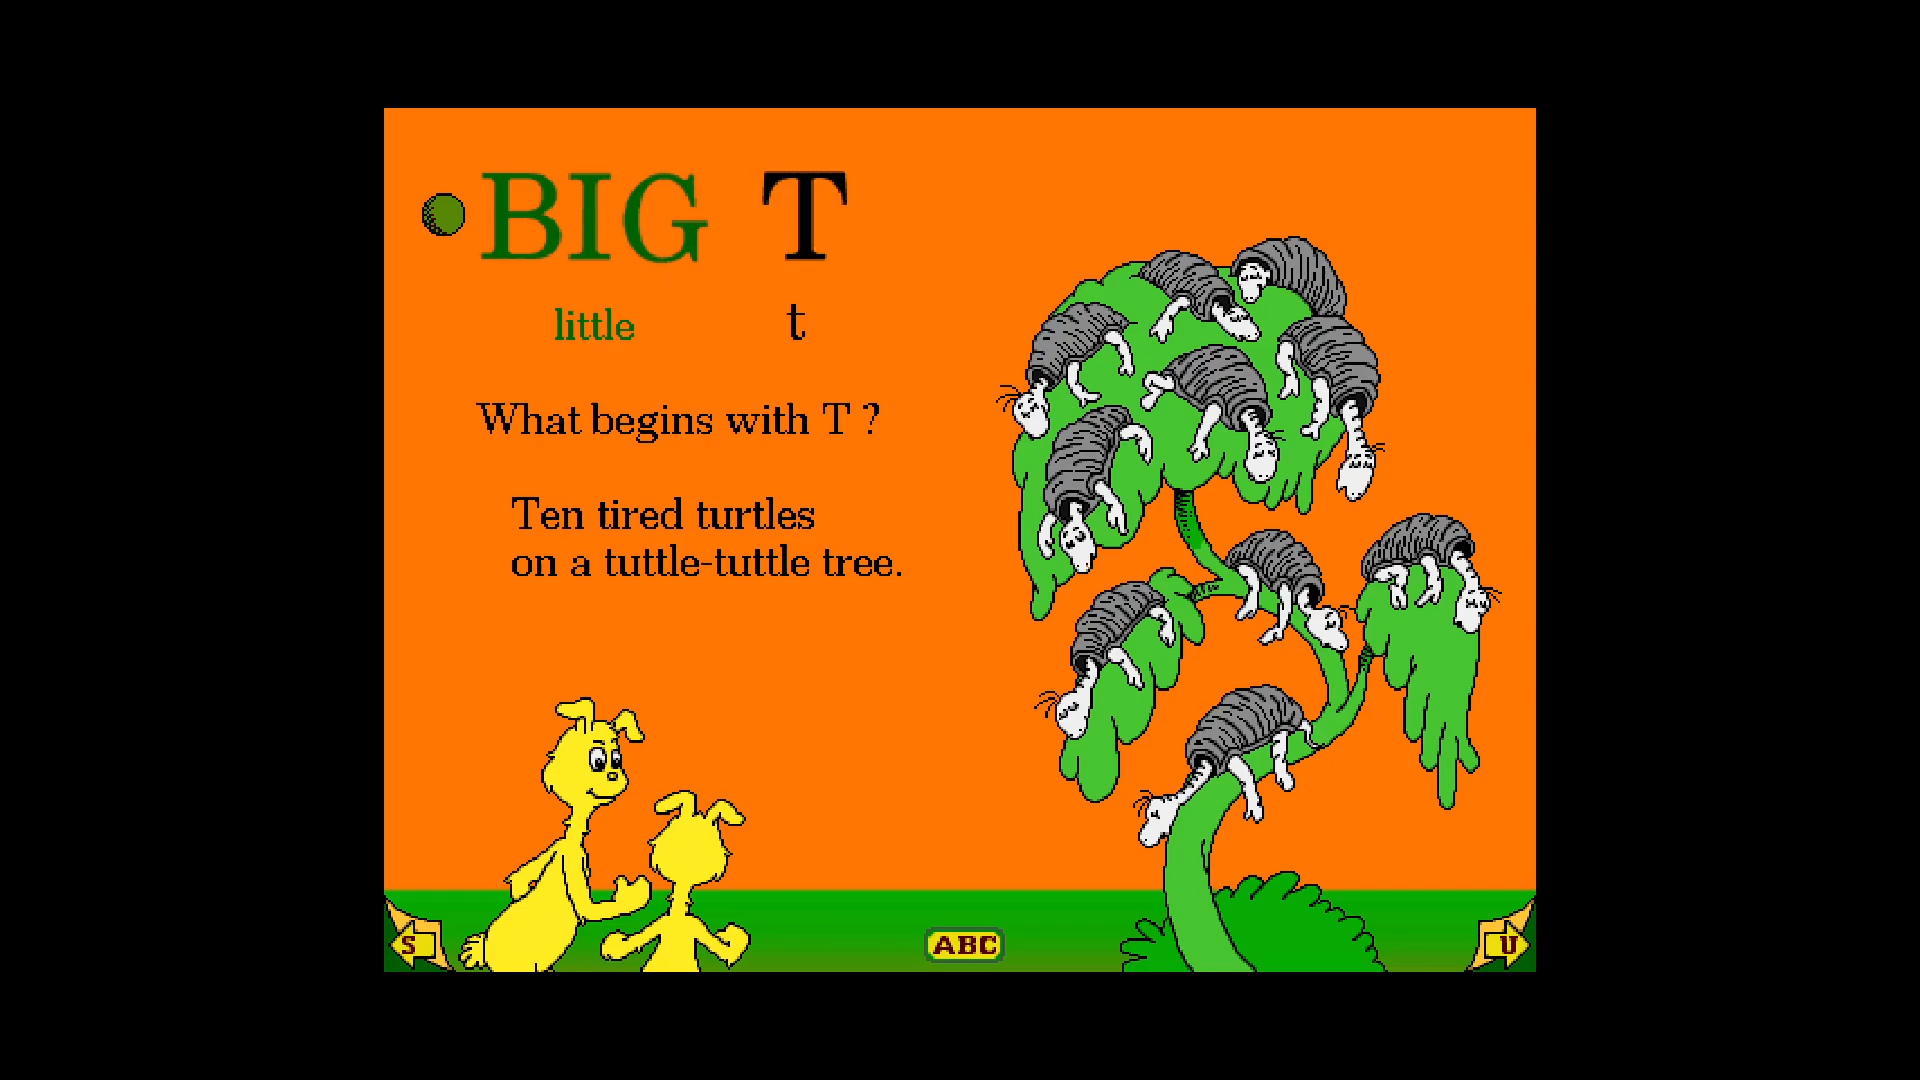 BIG T
little t
What begins with T ?
Ten tired turtles
on a tuttle-tuttle tree.
S
ABC
U